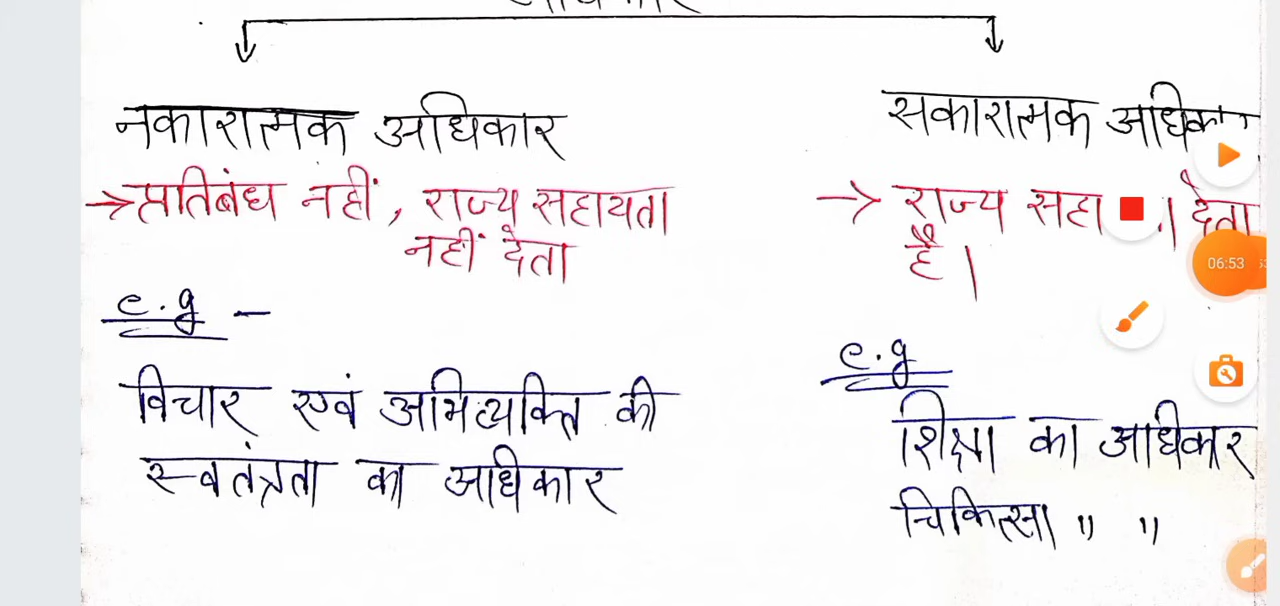 नकारात्मक अधिकार
→ प्रतिबंध नहीं, राज्य सहायता
नहीं देता
e.g –
विचार एवं अभिव्यक्ति की
स्वतंत्रता का अधिकार
सकारात्मक
→ राज्य देता
है।
e.g
शिक्षा का अधिकार
चिकित्सा " "
06:53